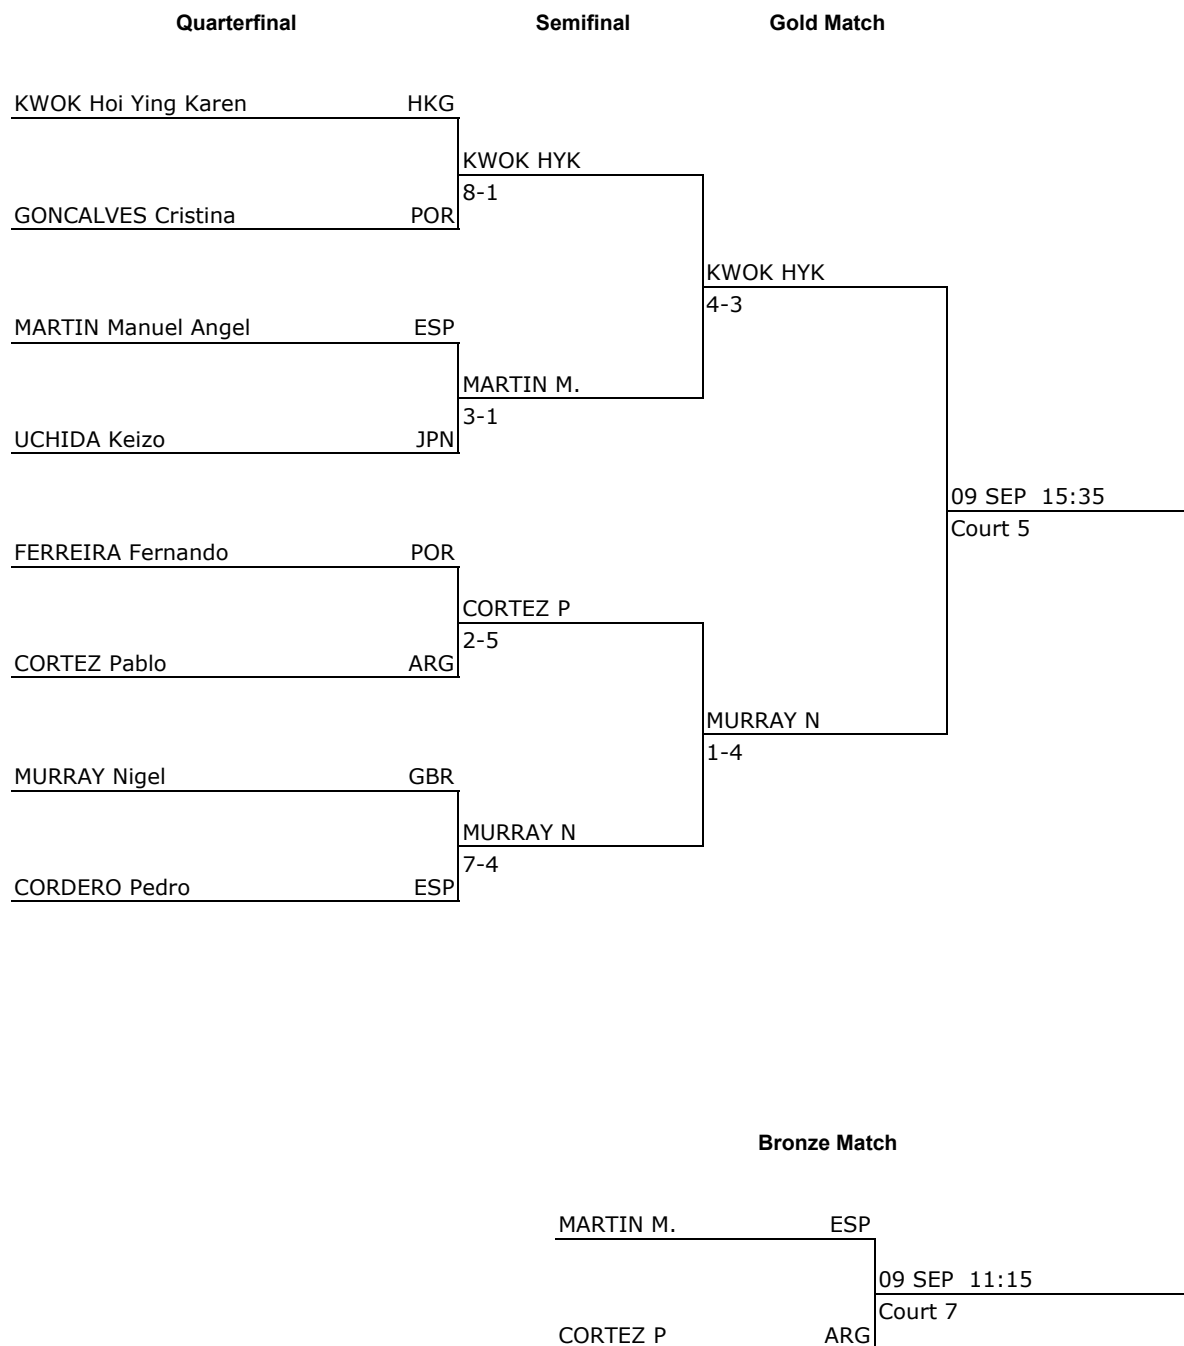 Quarterfinal Semifinal Gold Match
KWOK Hoi Ying Karen HKG
KWOK HYK
8-1
GONCALVES Cristina POR
KWOK HYK
4-3
MARTIN Manuel Angel ESP
MARTIN M.
3-1
UCHIDA Keizo JPN
09 SEP 15:35
Court 5
FERREIRA Fernando POR
CORTEZ P
2-5
CORTEZ Pablo ARG
MURRAY N
1-4
MURRAY Nigel GBR
MURRAY N
7-4
CORDERO Pedro ESP
Bronze Match
MARTIN M. ESP
09 SEP 11:15
Court 7
CORTEZ P ARG